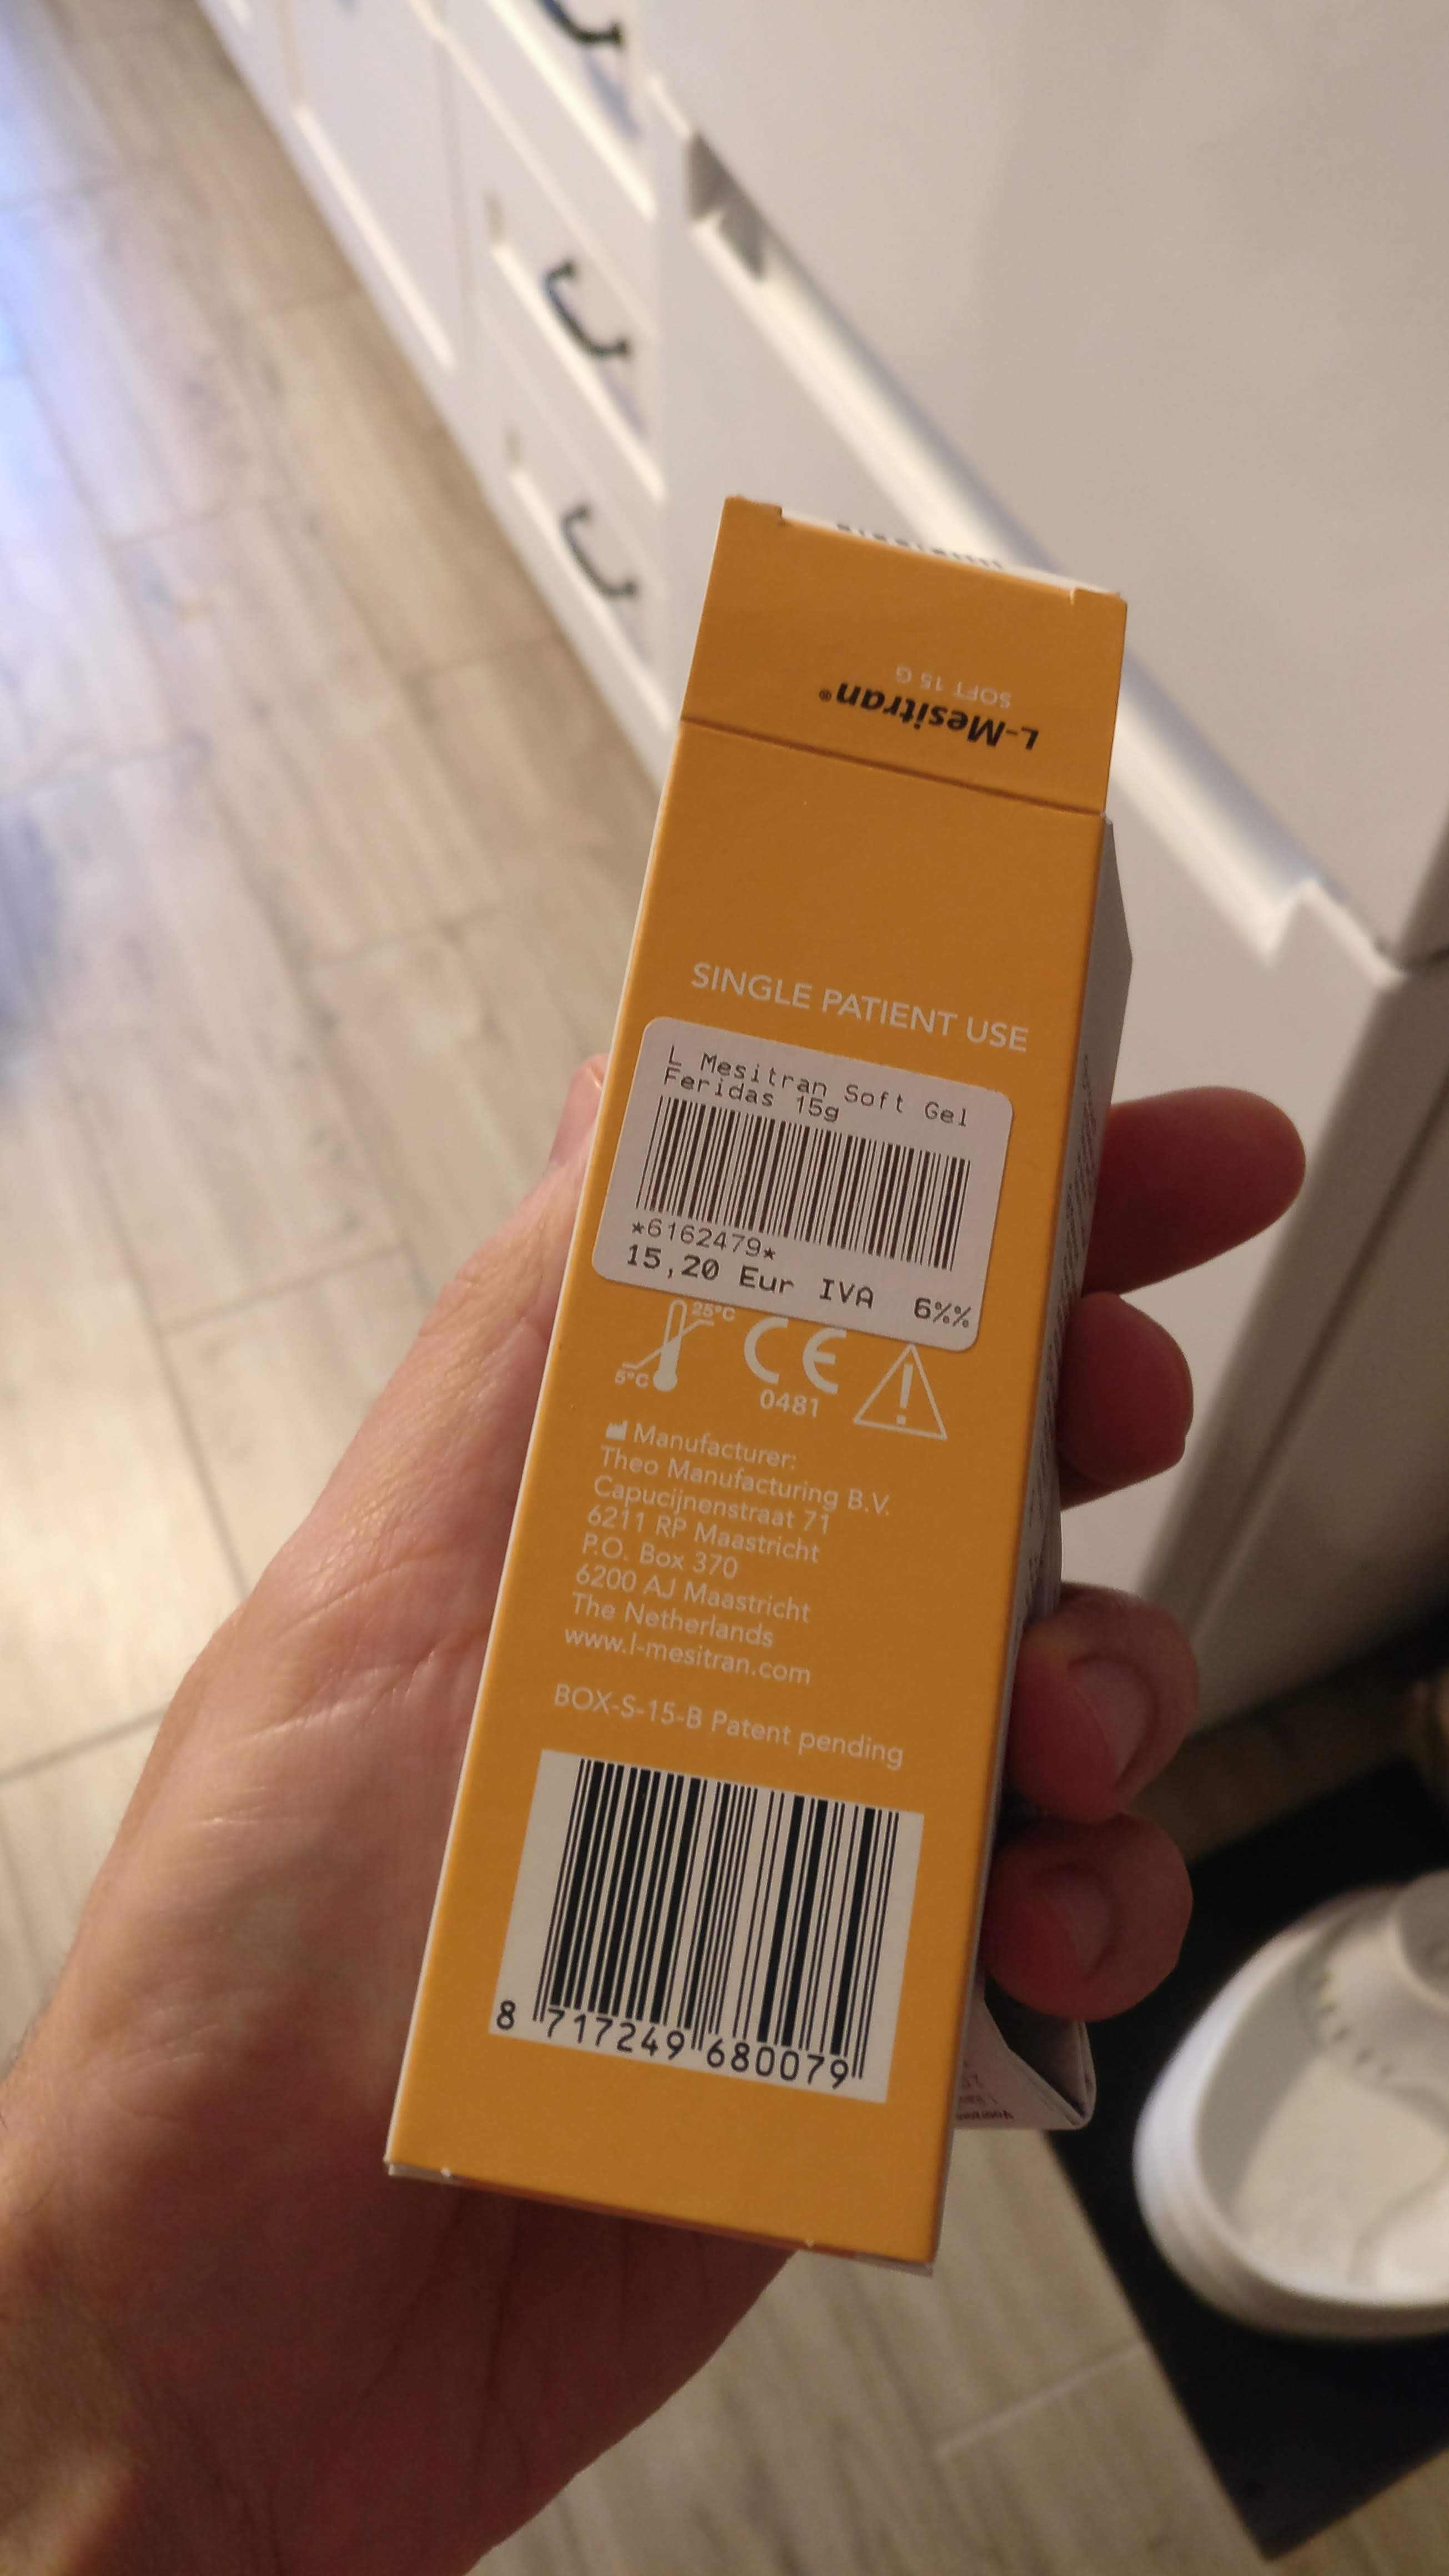 SOFT 15 G
L-Mesitran®
SINGLE PATIENT USE
L Mesitran Soft Gel
Feridas 15g
*6162479*
15,20 Eur IVA 6%%
25°C
5°C
CE
0481
Manufacturer:
Theo Manufacturing B.V.
Capucijnenstraat 71
6211 RP Maastricht
P.O. Box 370
6200 AJ Maastricht
The Netherlands
www.l-mesitran.com
BOX-S-15-B Patent pending
8 717249 680079